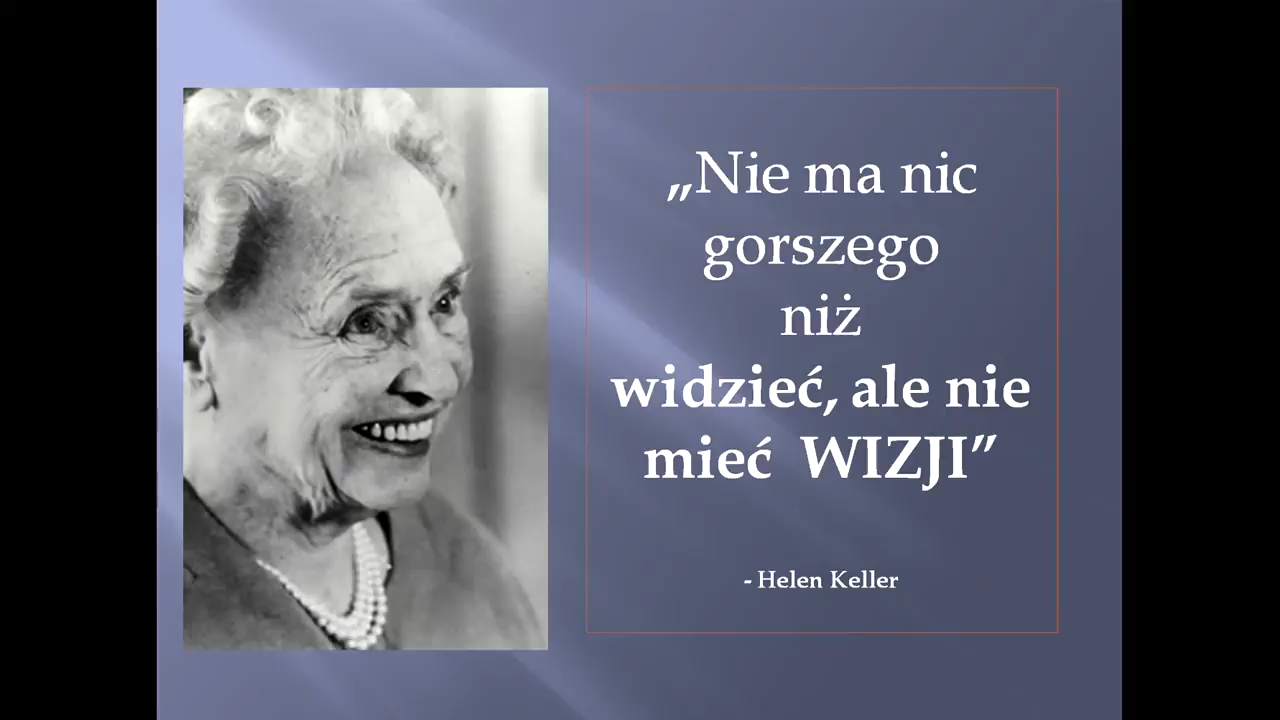 „Nie ma nic
gorszego
niż
widzieć, ale nie
mieć WIZJI”
- Helen Keller